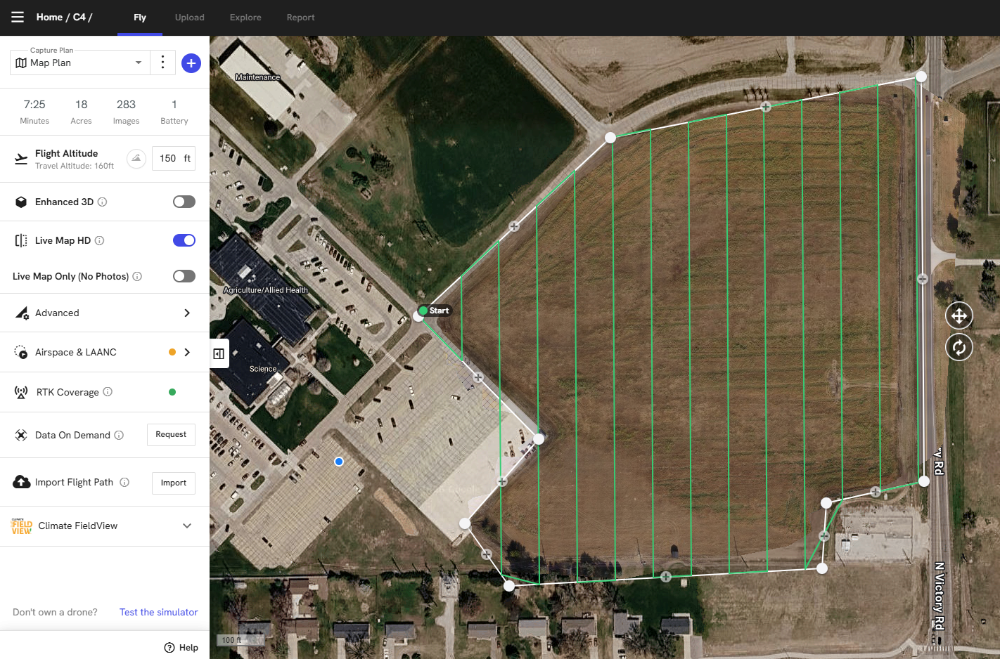 Home / C4 /
Fly
Upload
Explore
Report
Capture Plan
Map Plan
7:25
18
283
1
Minutes
Acres
Images
Battery
Flight Altitude
Travel Altitude: 160ft
150 ft
Enhanced 3D
Live Map HD
Live Map Only (No Photos)
Advanced
Airspace & LAANC
RTK Coverage
Data On Demand
Request
Import Flight Path
Import
CLIMATE
FIELD
VIEW
Climate FieldView
Don't own a drone?
Test the simulator
Help
Maintenance
Agriculture/Allied Health
Start
Science
ry Rd
N Victory Rd
100 ft